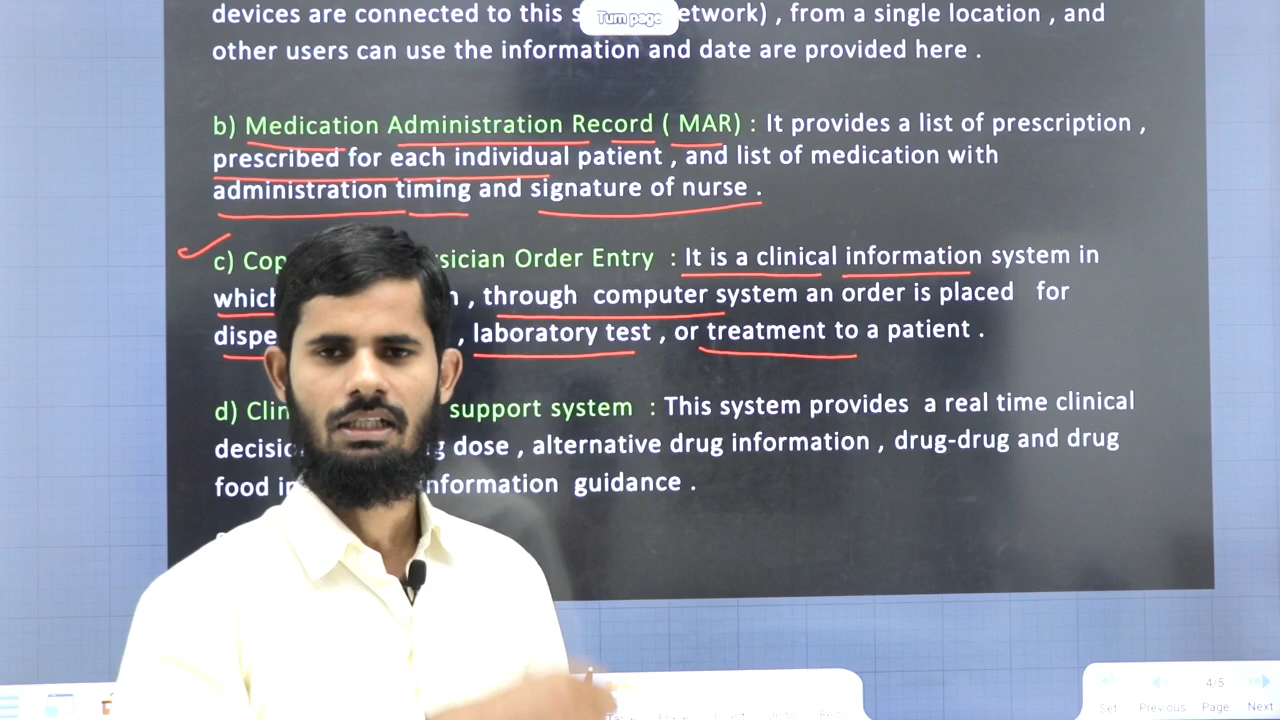 devices are connected to this s etwork) , from a single location , and
Turn page
other users can use the information and date are provided here .
b) Medication Administration Record ( MAR) : It provides a list of prescription ,
prescribed for each individual patient , and list of medication with
administration timing and signature of nurse .
c) Cop sician Order Entry : It is a clinical information system in
which , through computer system an order is placed for
dispe , laboratory test , or treatment to a patient .
d) Clin support system : This system provides a real time clinical
decisio g dose , alternative drug information , drug-drug and drug
food in nformation guidance .
4/5
Set Previous Page Next